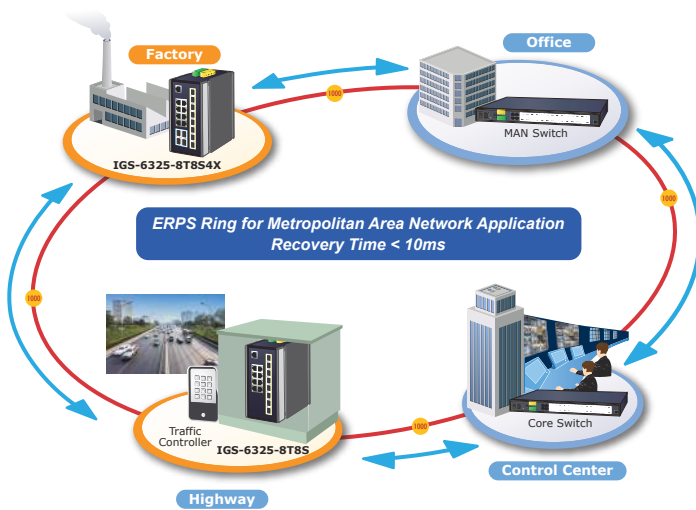 Factory
Office
1000
MAN Switch
IGS-6325-8T8S4X
1000
ERPS Ring for Metropolitan Area Network Application
Recovery Time < 10ms
1000
Traffic
Controller
IGS-6325-8T8S
1000
Core Switch
Control Center
Highway